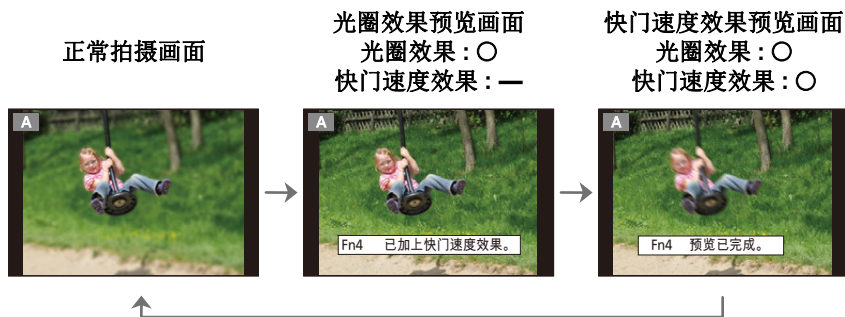 正常拍摄画面
光圈效果预览画面
光圈效果：○
快门速度效果：—
快门速度效果预览画面
光圈效果：○
快门速度效果：○
A
A
Fn4 已加上快门速度效果。
A
Fn4 预览已完成。